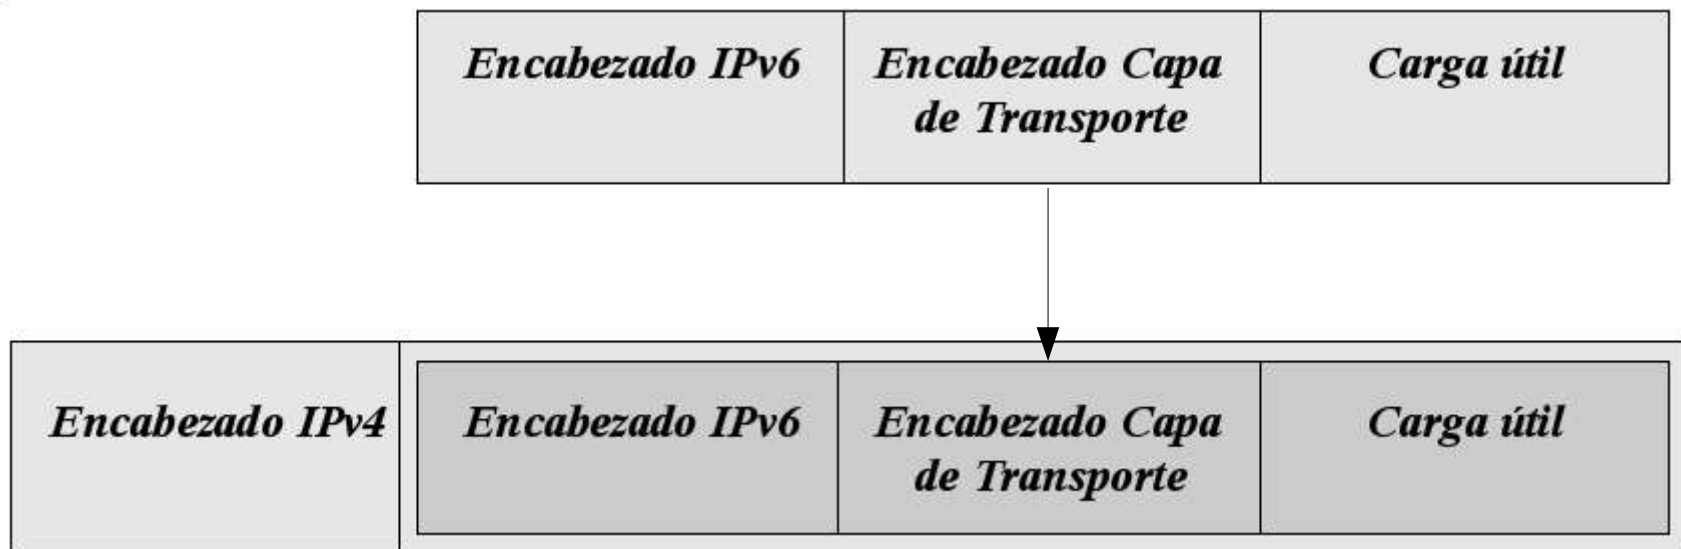 Encabezado IPv6
Encabezado Capa
de Transporte
Carga útil
Encabezado IPv4
Encabezado IPv6
Encabezado Capa
de Transporte
Carga útil